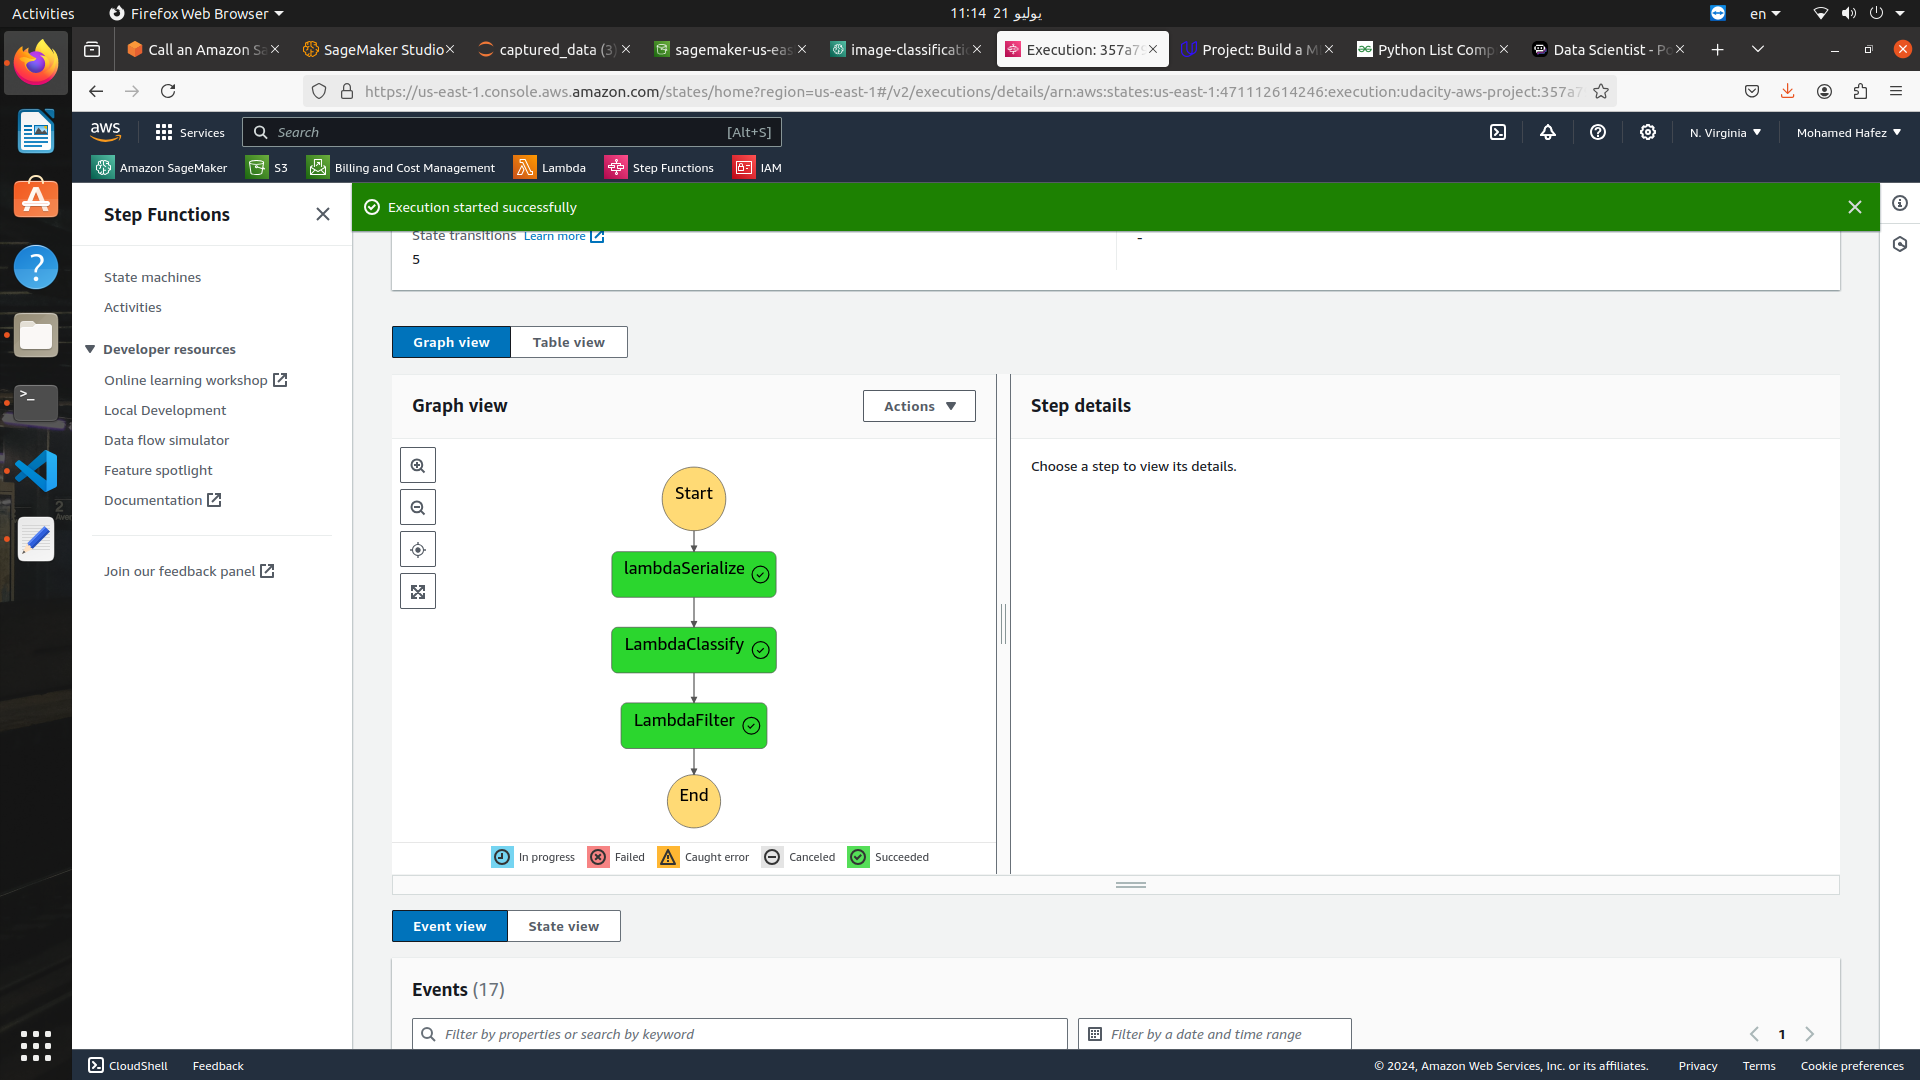 Activities
Firefox Web Browser
11:14 21 يوليو
en
Call an Amazon Sa
SageMaker Studio
captured_data (3)
sagemaker-us-eas
image-classificatio
Execution: 357a79
Project: Build a M
Python List Comp
Data Scientist - Po
https://us-east-1.console.aws.amazon.com/states/home?region=us-east-1#/v2/executions/details/arn:aws:states:us-east-1:471112614246:execution:udacity-aws-project:357a7
aws
Services
Search
[Alt+S]
N. Virginia
Mohamed Hafez
Amazon SageMaker
S3
Billing and Cost Management
Lambda
Step Functions
IAM
Step Functions
Execution started successfully
State transitions Learn more
-
5
State machines
Activities
Developer resources
Online learning workshop
Local Development
Data flow simulator
Feature spotlight
Documentation
Join our feedback panel
Graph view
Table view
Graph view
Actions
Step details
Choose a step to view its details.
Start
lambdaSerialize
LambdaClassify
LambdaFilter
End
In progress
Failed
Caught error
Canceled
Succeeded
Event view
State view
Events (17)
Filter by properties or search by keyword
Filter by a date and time range
1
CloudShell
Feedback
© 2024, Amazon Web Services, Inc. or its affiliates.
Privacy
Terms
Cookie preferences